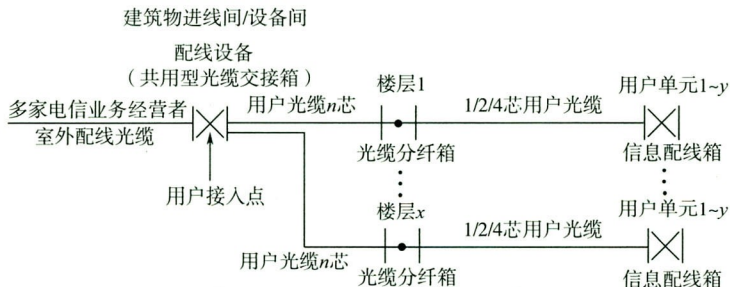 建筑物进线间/设备间
配线设备
（共用型光缆交接箱）
多家电信业务经营者
室外配线光缆
用户接入点
用户光缆n芯
楼层1
光缆分纤箱
1/2/4芯用户光缆
用户单元1~y
信息配线箱
用户光缆n芯
楼层x
光缆分纤箱
1/2/4芯用户光缆
用户单元1~y
信息配线箱